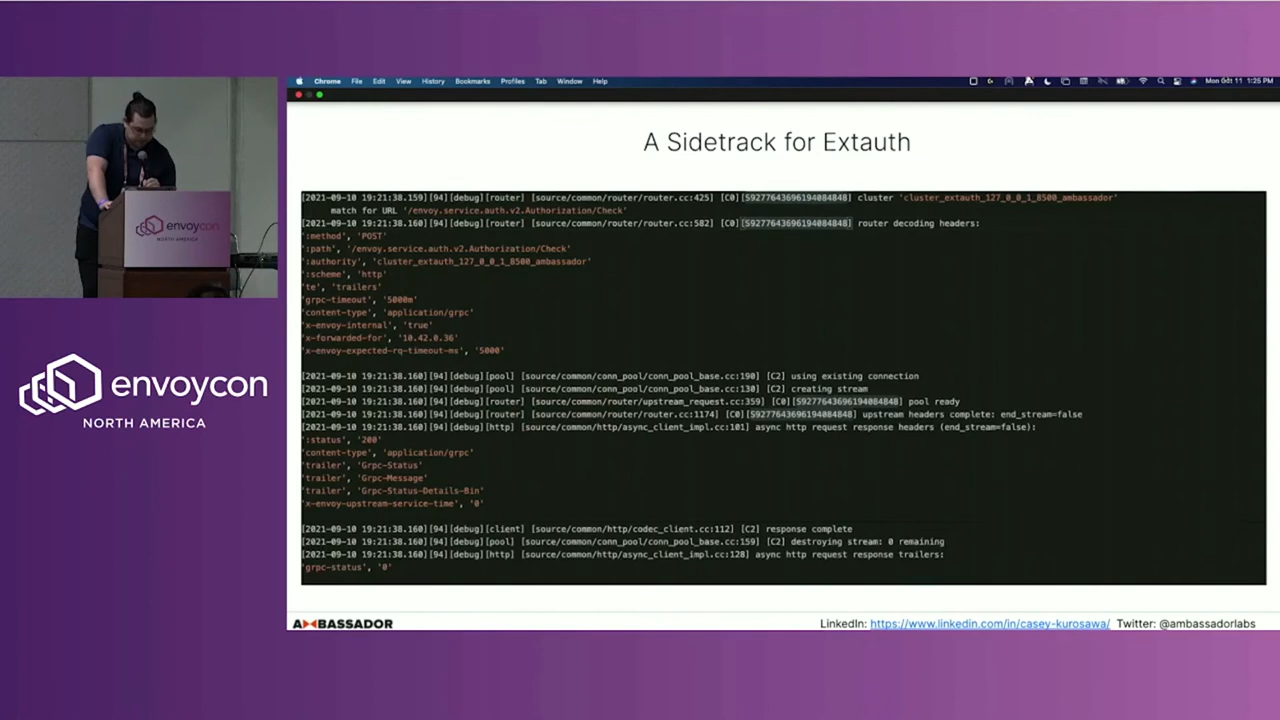 Chrome File Edit View History Bookmarks Profiles Tab Window Help
Mon Oct 11 1:25 PM
A Sidetrack for Extauth
[2021-09-10 19:21:38.159][94][debug][router] [source/common/router/router.cc:425] [C0][S9277643696194084848] cluster 'cluster_extauth_127_0_0_1_8500_ambassador'
match for URL '/envoy.service.auth.v2.Authorization/Check'
[2021-09-10 19:21:38.160][94][debug][router] [source/common/router/router.cc:582] [C0][S9277643696194084848] router decoding headers:
':method', 'POST'
':path', '/envoy.service.auth.v2.Authorization/Check'
':authority', 'cluster_extauth_127_0_0_1_8500_ambassador'
':scheme', 'http'
'te', 'trailers'
'grpc-timeout', '5000m'
'content-type', 'application/grpc'
'x-envoy-internal', 'true'
'x-forwarded-for', '10.42.0.36'
'x-envoy-expected-rq-timeout-ms', '5000'
[2021-09-10 19:21:38.160][94][debug][pool] [source/common/conn_pool/conn_pool_base.cc:190] [C2] using existing connection
[2021-09-10 19:21:38.160][94][debug][pool] [source/common/conn_pool/conn_pool_base.cc:130] [C2] creating stream
[2021-09-10 19:21:38.160][94][debug][router] [source/common/router/upstream_request.cc:359] [C0][S9277643696194084848] pool ready
[2021-09-10 19:21:38.160][94][debug][router] [source/common/router/router.cc:1174] [C0][S9277643696194084848] upstream headers complete: end_stream=false
[2021-09-10 19:21:38.160][94][debug][http] [source/common/http/async_client_impl.cc:101] async http request response headers (end_stream=false):
':status', '200'
'content-type', 'application/grpc'
'trailer', 'Grpc-Status'
'trailer', 'Grpc-Message'
'trailer', 'Grpc-Status-Details-Bin'
'x-envoy-upstream-service-time', '0'
[2021-09-10 19:21:38.160][94][debug][client] [source/common/http/codec_client.cc:112] [C2] response complete
[2021-09-10 19:21:38.160][94][debug][pool] [source/common/conn_pool/conn_pool_base.cc:159] [C2] destroying stream: 0 remaining
[2021-09-10 19:21:38.160][94][debug][http] [source/common/http/async_client_impl.cc:128] async http request response trailers:
'grpc-status', '0'
AMBASSADOR
LinkedIn: https://www.linkedin.com/in/casey-kurosawa/ Twitter: @ambassadorlabs
envoycon
NORTH AMERICA
envoycon
NORTH AMERICA